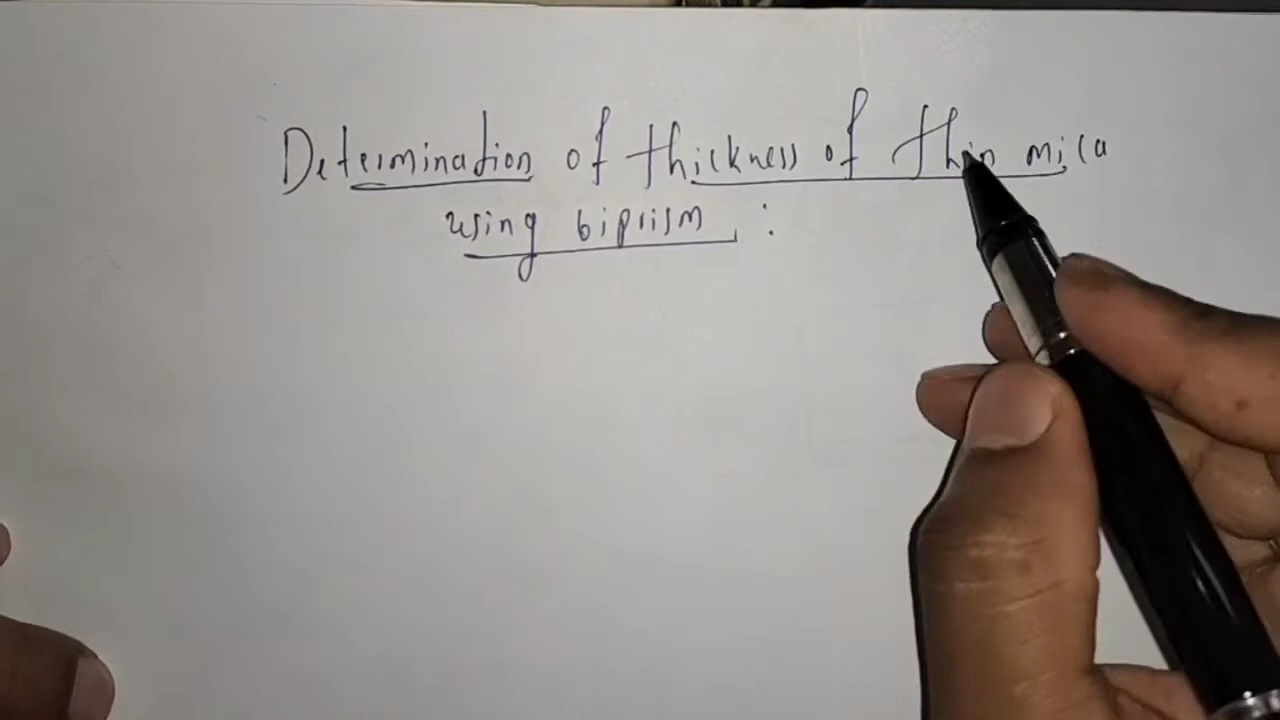 Determination of thickness of thin mica
using biprism :